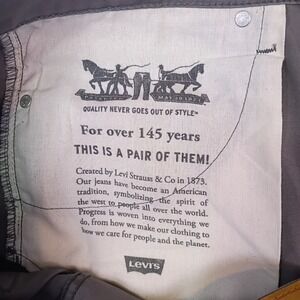 QUALITY NEVER GOES OUT OF STYLE™
For over 145 years
THIS IS A PAIR OF THEM!
Created by Levi Strauss & Co in 1873.
Our jeans have become an American
tradition, symbolizing the spirit of
the west to people all over the world.
Progress is woven into everything we
do, from how we make our clothing to
how we care for people and the planet.
LEVI'S